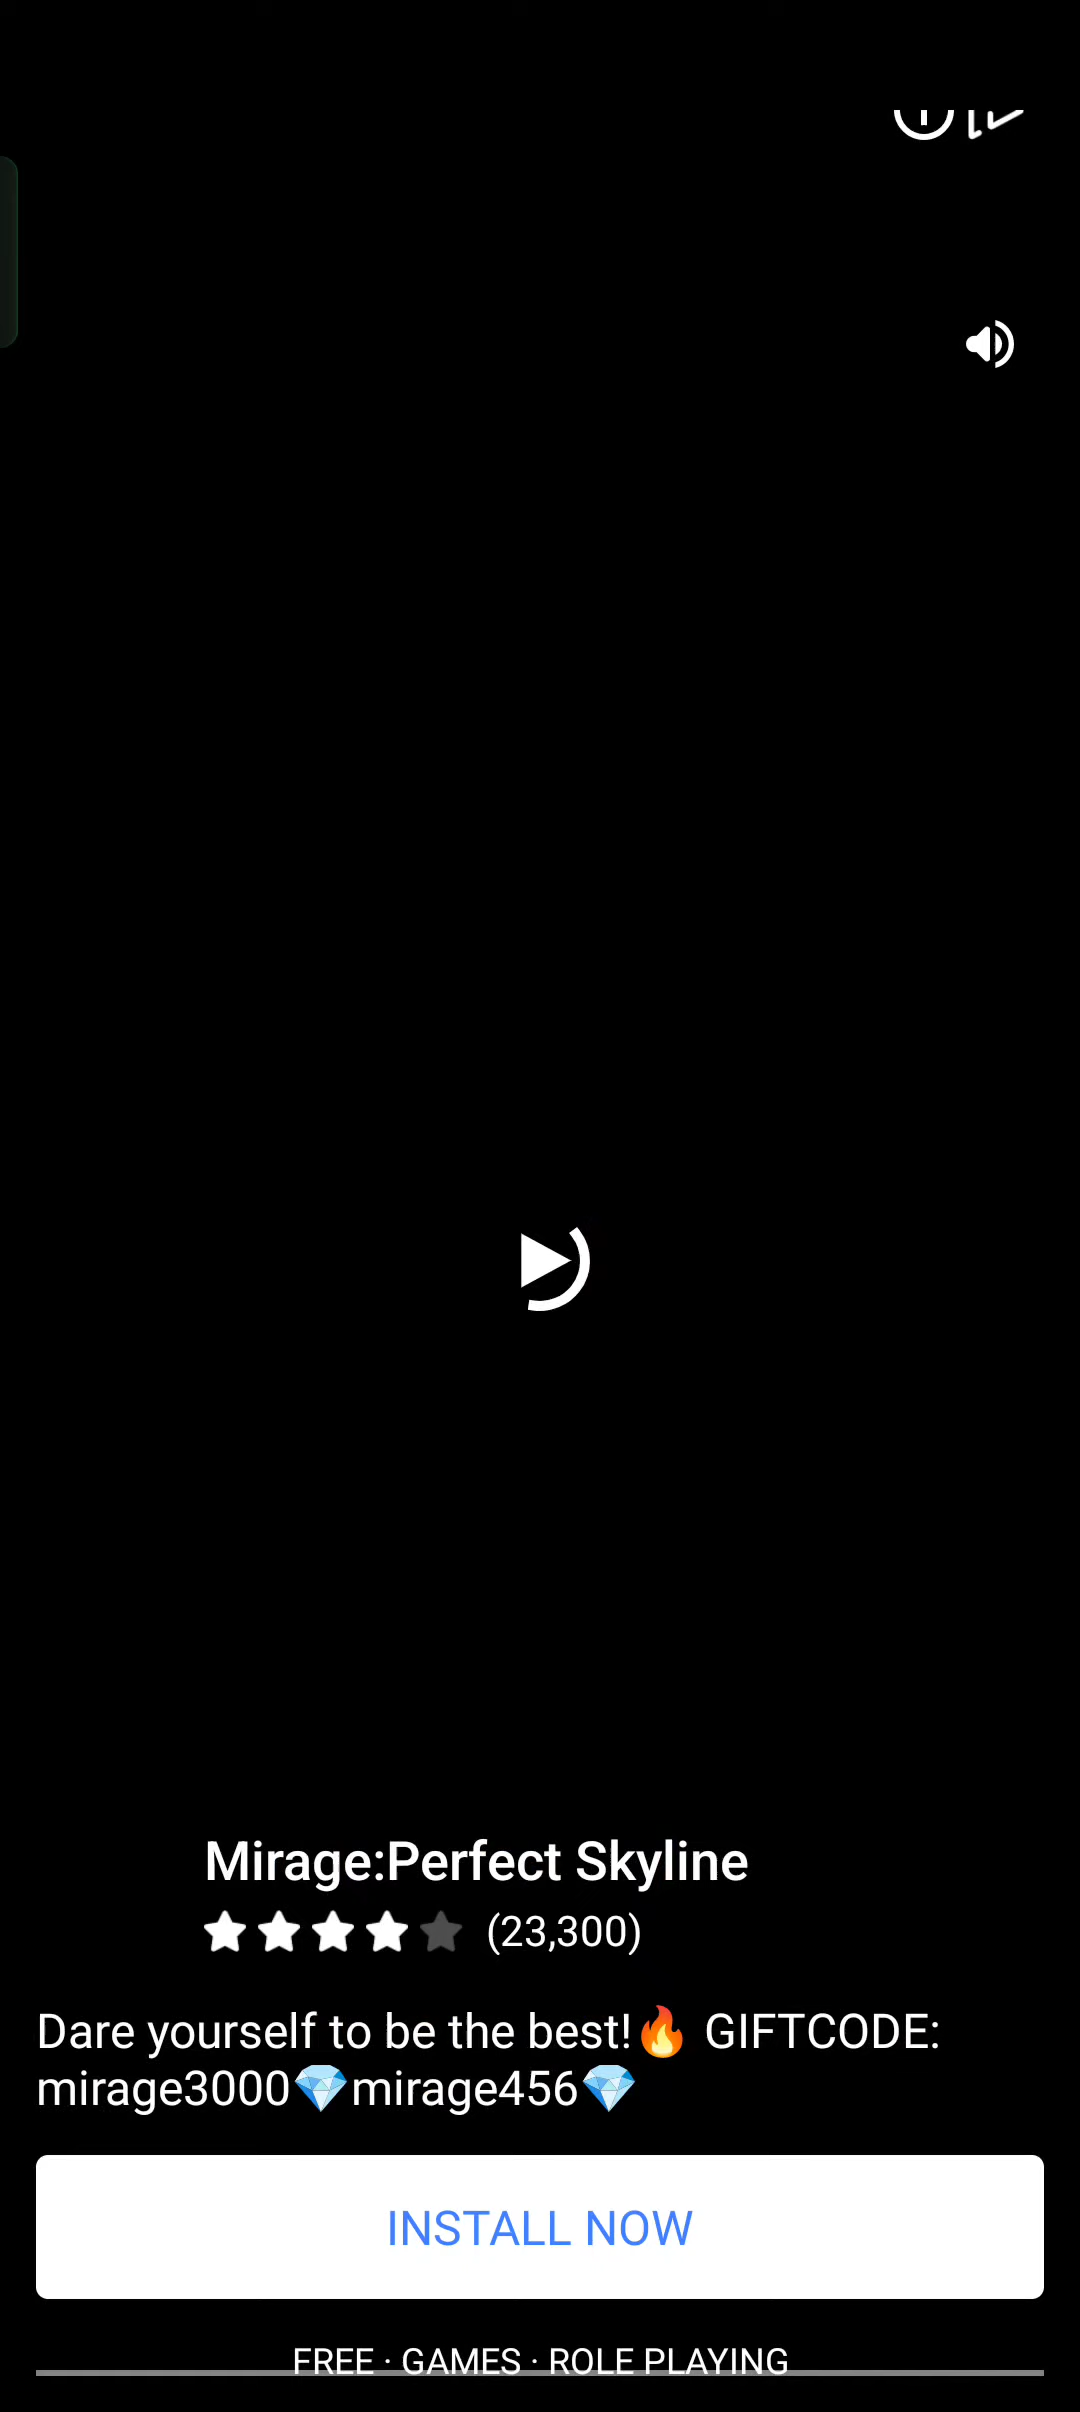 Mirage:Perfect Skyline
(23,300)
Dare yourself to be the best!🔥 GIFTCODE:
mirage3000💎mirage456💎
INSTALL NOW
FREE · GAMES · ROLE PLAYING